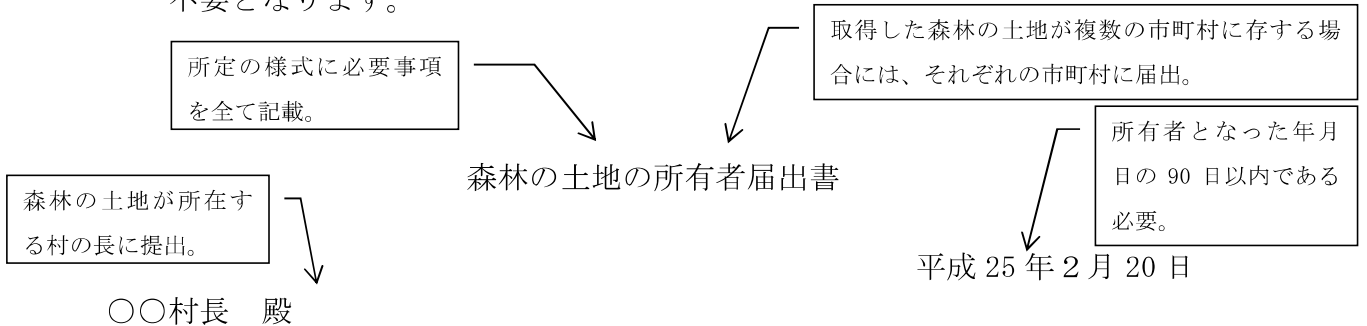 不要となります。
取得した森林の土地が複数の市町村に存する場
合には、それぞれの市町村に届出。
所定の様式に必要事項
を全て記載。
所有者となった年月
日の 90 日以内である
必要。
森林の土地の所有者届出書
森林の土地が所在す
る村の長に提出。
平成 25 年２月 20 日
○○村長　殿